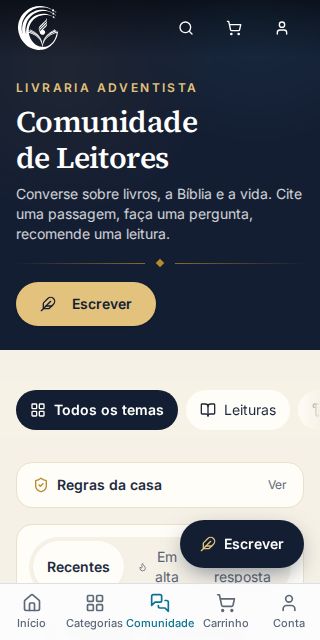 LIVRARIA ADVENTISTA
Comunidade
de Leitores
Converse sobre livros, a Bíblia e a vida. Cite
uma passagem, faça uma pergunta,
recomende uma leitura.
Escrever
Todos os temas
Leituras
Regras da casa
Ver
Escrever
Recentes
Em
alta
resposta
Início
Categorias
Comunidade
Carrinho
Conta